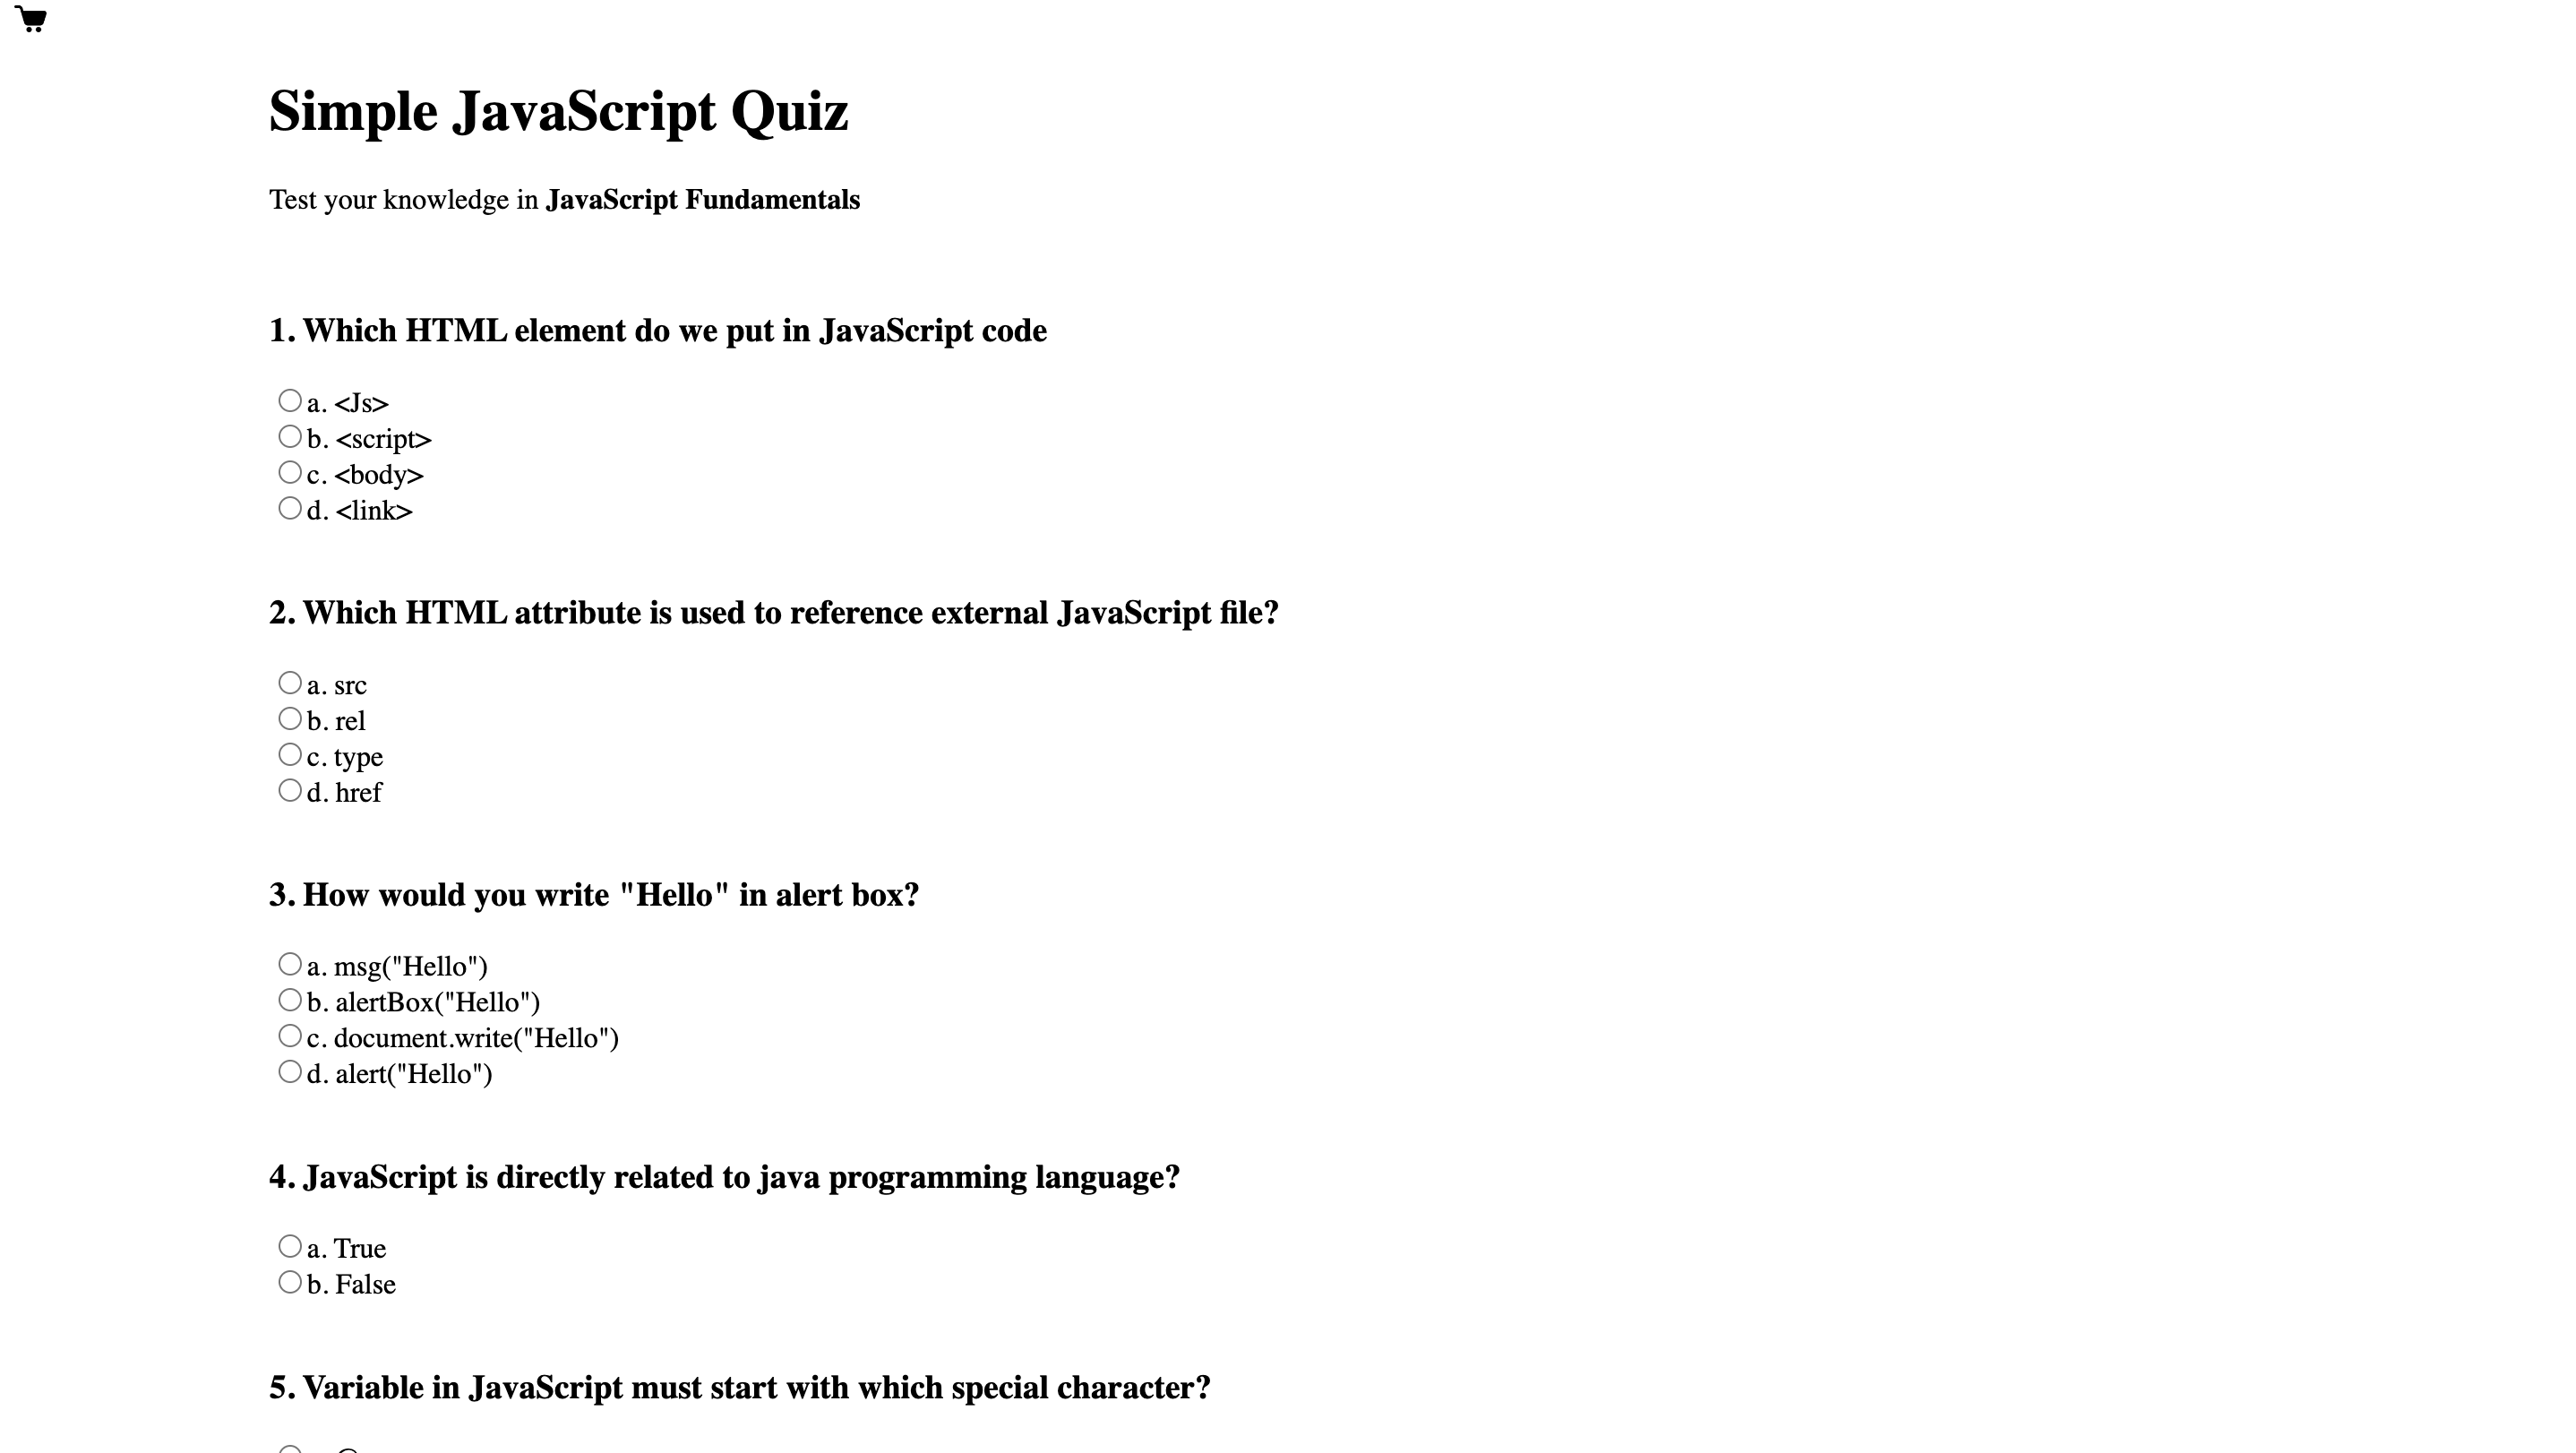 Simple JavaScript Quiz
Test your knowledge in JavaScript Fundamentals
1. Which HTML element do we put in JavaScript code
a. <Js>
b. <script>
c. <body>
d. <link>
2. Which HTML attribute is used to reference external JavaScript file?
a. src
b. rel
c. type
d. href
3. How would you write "Hello" in alert box?
a. msg("Hello")
b. alertBox("Hello")
c. document.write("Hello")
d. alert("Hello")
4. JavaScript is directly related to java programming language?
a. True
b. False
5. Variable in JavaScript must start with which special character?